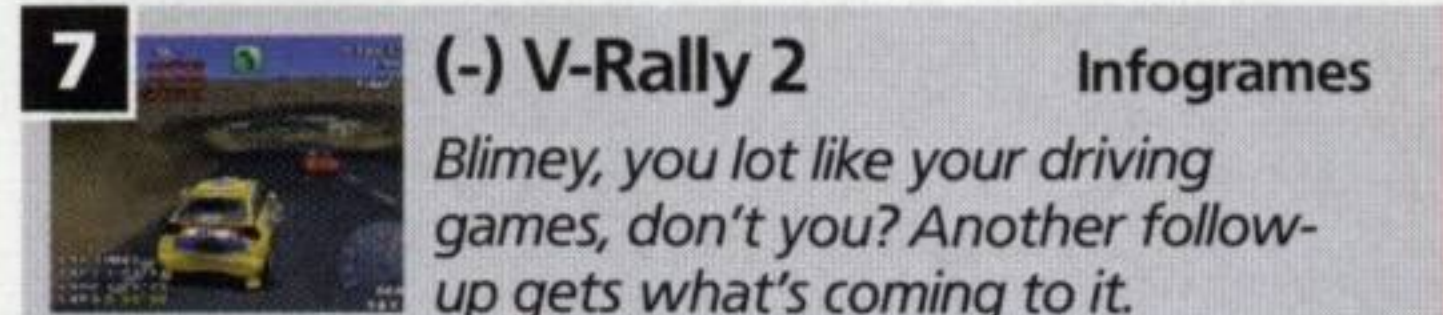 7
(-) V-Rally 2 Infogrames
Blimey, you lot like your driving
games, don't you? Another follow-
up gets what's coming to it.